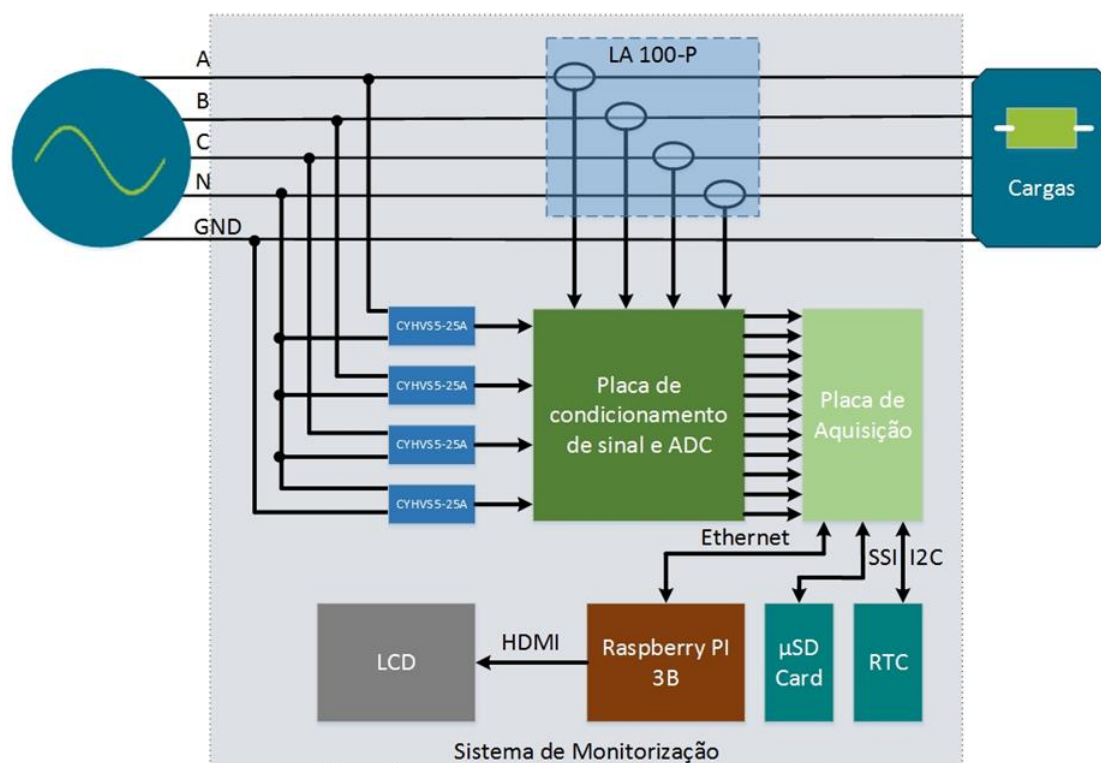 A
LA 100-P
B
C
N
GND
Cargas
CYHVS5-25A
CYHVS5-25A
CYHVS5-25A
CYHVS5-25A
Placa de
condicionamento
de sinal e ADC
Placa de
Aquisição
Ethernet
SSI
I2C
LCD
HDMI
Raspberry PI
3B
µSD
Card
RTC
Sistema de Monitorização